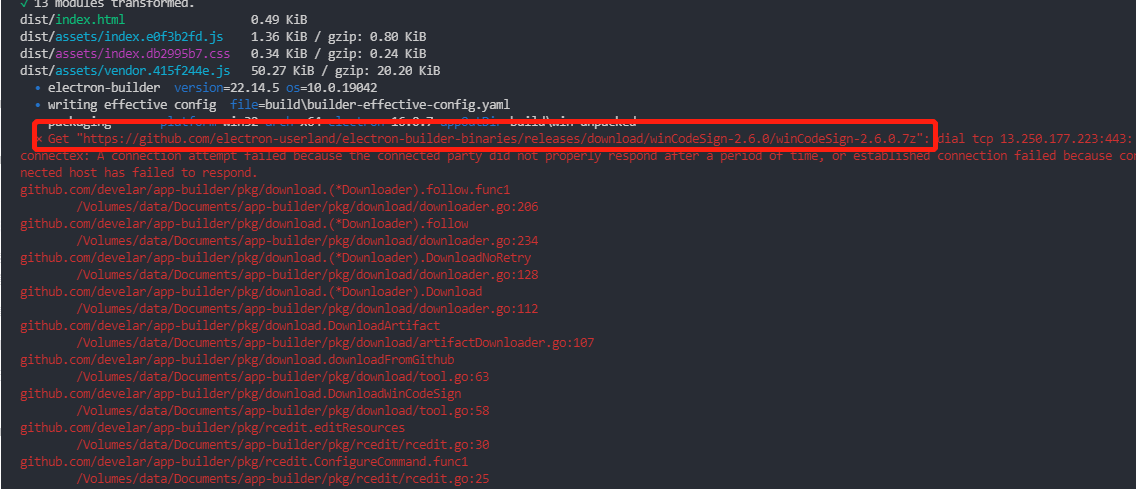 ✓ 13 modules transformed.
dist/index.html 0.49 KiB
dist/assets/index.e0f3b2fd.js 1.36 KiB / gzip: 0.80 KiB
dist/assets/index.db2995b7.css 0.34 KiB / gzip: 0.24 KiB
dist/assets/vendor.415f244e.js 50.27 KiB / gzip: 20.20 KiB
• electron-builder version=22.14.5 os=10.0.19042
• writing effective config file=build\builder-effective-config.yaml
packaging platform=win32 arch=x64 electron=16.0.7 appOutDir=build\win-unpacked
⨯ Get "https://github.com/electron-userland/electron-builder-binaries/releases/download/winCodeSign-2.6.0/winCodeSign-2.6.0.7z": dial tcp 13.250.177.223:443:
connectex: A connection attempt failed because the connected party did not properly respond after a period of time, or established connection failed because con
nected host has failed to respond.
github.com/develar/app-builder/pkg/download.(*Downloader).follow.func1
/Volumes/data/Documents/app-builder/pkg/download/downloader.go:206
github.com/develar/app-builder/pkg/download.(*Downloader).follow
/Volumes/data/Documents/app-builder/pkg/download/downloader.go:234
github.com/develar/app-builder/pkg/download.(*Downloader).DownloadNoRetry
/Volumes/data/Documents/app-builder/pkg/download/downloader.go:128
github.com/develar/app-builder/pkg/download.(*Downloader).Download
/Volumes/data/Documents/app-builder/pkg/download/downloader.go:112
github.com/develar/app-builder/pkg/download.DownloadArtifact
/Volumes/data/Documents/app-builder/pkg/download/artifactDownloader.go:107
github.com/develar/app-builder/pkg/download.downloadFromGithub
/Volumes/data/Documents/app-builder/pkg/download/tool.go:63
github.com/develar/app-builder/pkg/download.DownloadWinCodeSign
/Volumes/data/Documents/app-builder/pkg/download/tool.go:58
github.com/develar/app-builder/pkg/rcedit.editResources
/Volumes/data/Documents/app-builder/pkg/rcedit/rcedit.go:30
github.com/develar/app-builder/pkg/rcedit.ConfigureCommand.func1
/Volumes/data/Documents/app-builder/pkg/rcedit/rcedit.go:25